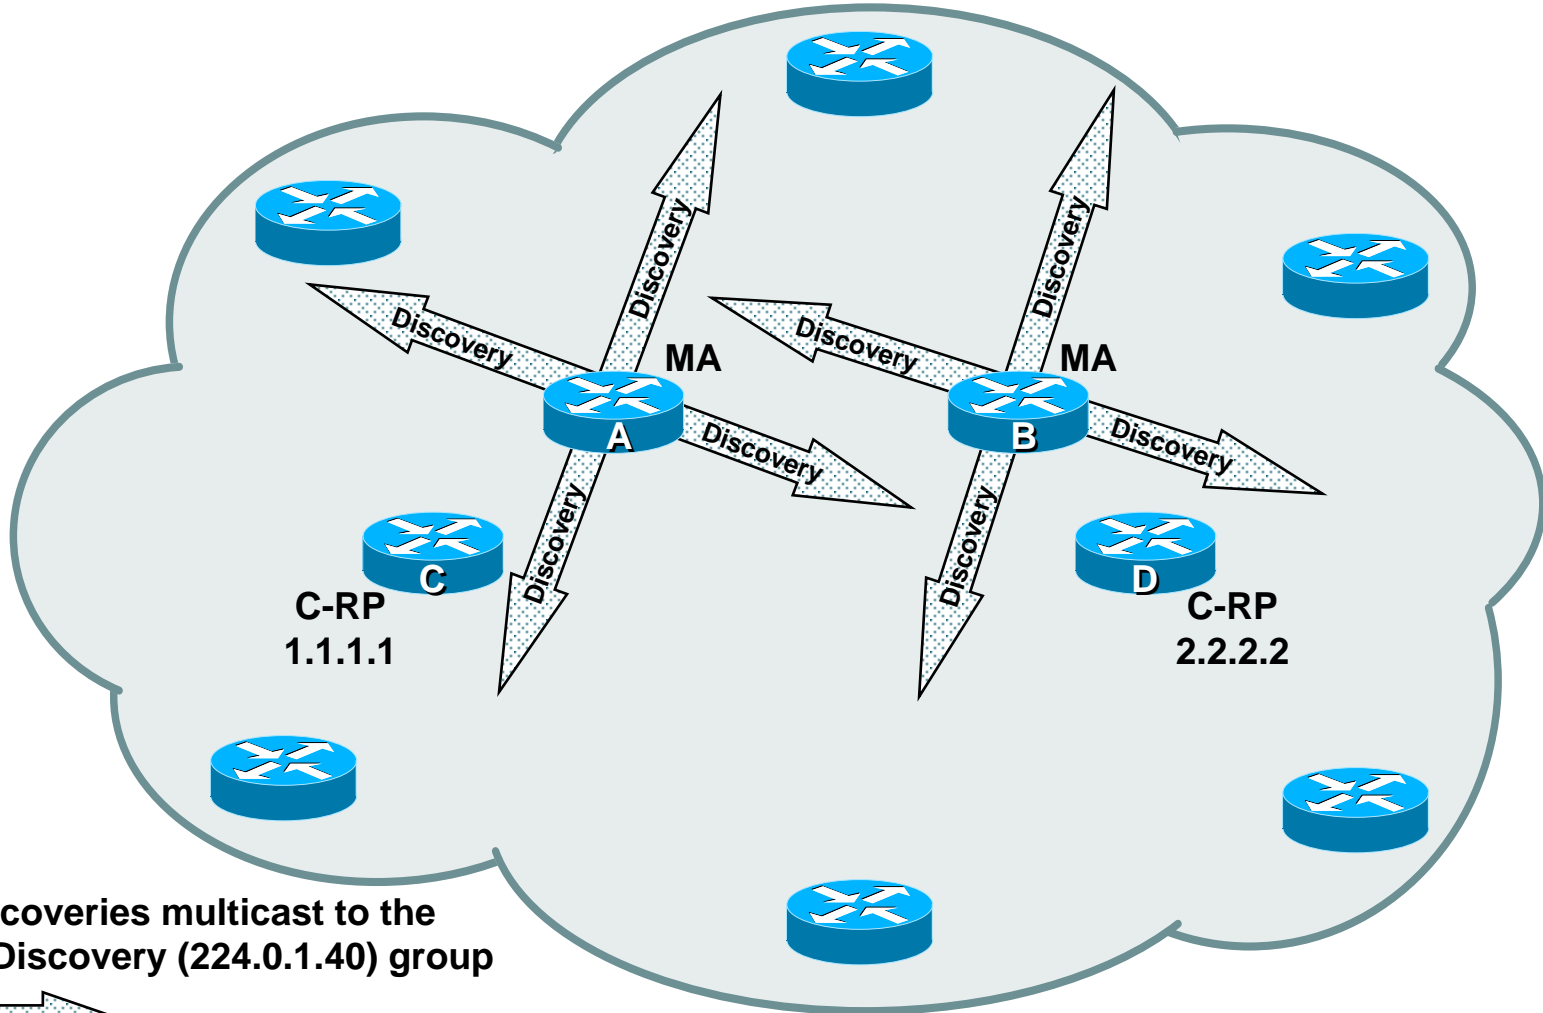 Discovery
Discovery
Discovery
Discovery
MA
MA
Discovery
Discovery
A
B
Discovery
Discovery
C
D
C-RP
1.1.1.1
C-RP
2.2.2.2
coveries multicast to the
Discovery (224.0.1.40) group